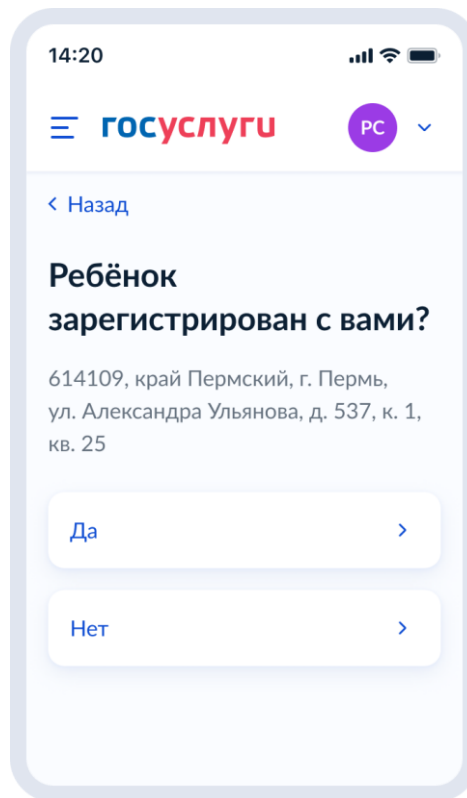 14:20
госуслуги
РС
Назад
Ребёнок
зарегистрирован с вами?
614109, край Пермский, г. Пермь,
ул. Александра Ульянова, д. 537, к. 1,
кв. 25
Да
Нет